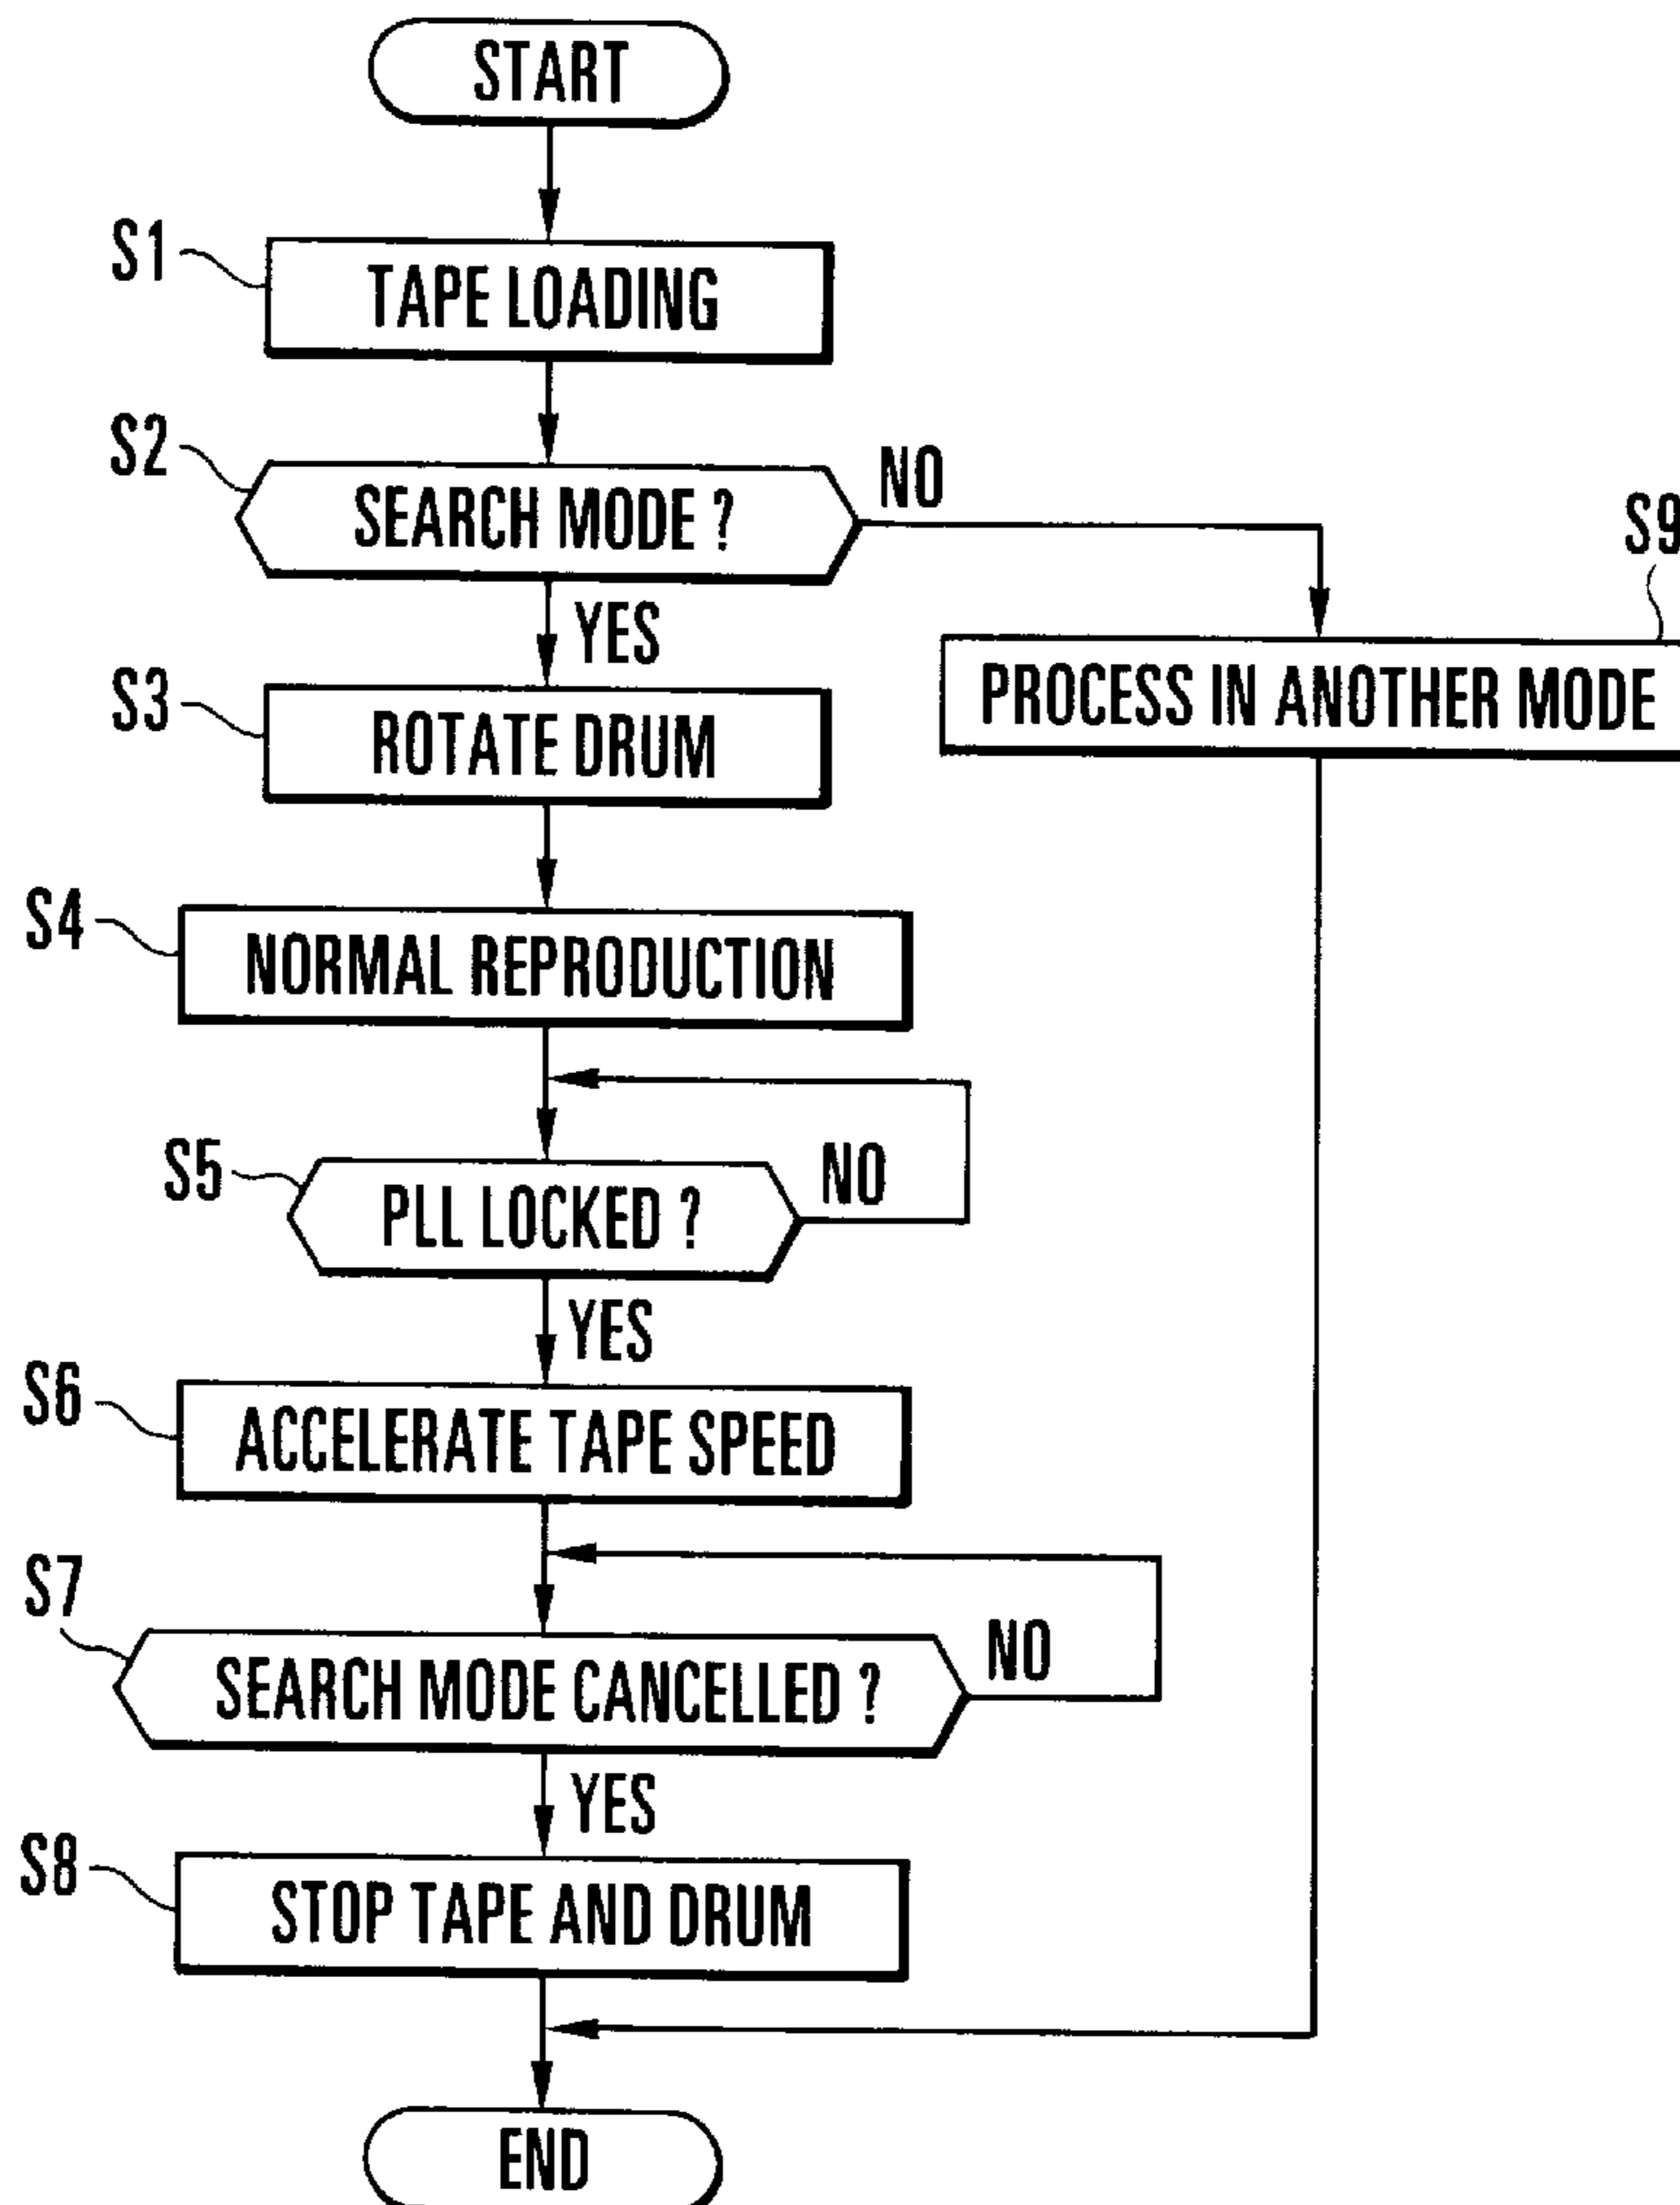 START
S1
TAPE LOADING
S2
SEARCH MODE ?
NO
YES
S9
PROCESS IN ANOTHER MODE
S3
ROTATE DRUM
S4
NORMAL REPRODUCTION
S5
PLL LOCKED ?
NO
YES
S6
ACCELERATE TAPE SPEED
S7
SEARCH MODE CANCELLED ?
NO
YES
S8
STOP TAPE AND DRUM
END